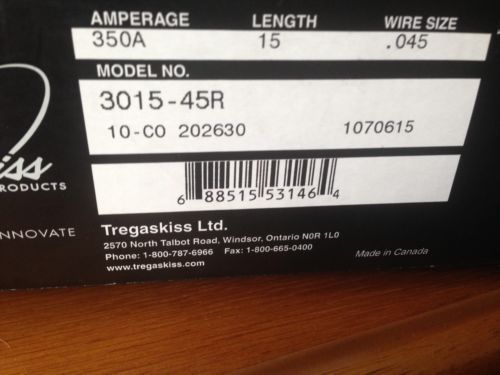 AMPERAGE LENGTH WIRE SIZE
350A 15 .045
MODEL NO.
3015-45R
10-CO 202630 1070615
iss
PRODUCTS
6 88515 53146 4
INNOVATE
Tregaskiss Ltd.
2570 North Talbot Road, Windsor, Ontario N0R 1L0
Phone: 1-800-787-6966 Fax: 1-800-665-0400
www.tregaskiss.com
Made in Canada